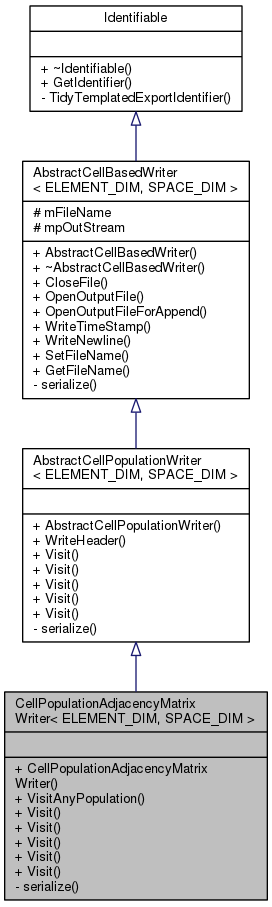 Identifiable
+ ~Identifiable()
+ GetIdentifier()
- TidyTemplatedExportIdentifier()
AbstractCellBasedWriter
< ELEMENT_DIM, SPACE_DIM >
# mFileName
# mpOutStream
+ AbstractCellBasedWriter()
+ ~AbstractCellBasedWriter()
+ CloseFile()
+ OpenOutputFile()
+ OpenOutputFileForAppend()
+ WriteTimeStamp()
+ WriteNewline()
+ SetFileName()
+ GetFileName()
- serialize()
AbstractCellPopulationWriter
< ELEMENT_DIM, SPACE_DIM >
+ AbstractCellPopulationWriter()
+ WriteHeader()
+ Visit()
+ Visit()
+ Visit()
+ Visit()
+ Visit()
- serialize()
CellPopulationAdjacencyMatrix
Writer< ELEMENT_DIM, SPACE_DIM >
+ CellPopulationAdjacencyMatrix
Writer()
+ VisitAnyPopulation()
+ Visit()
+ Visit()
+ Visit()
+ Visit()
+ Visit()
- serialize()